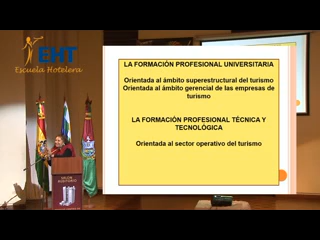 EHT
Escuela Hotelera
LA FORMACIÓN PROFESIONAL UNIVERSITARIA
Orientada al ámbito superestructural del turismo
Orientada al ámbito gerencial de las empresas de
turismo
LA FORMACIÓN PROFESIONAL TÉCNICA Y
TECNOLÓGICA
Orientada al sector operativo del turismo